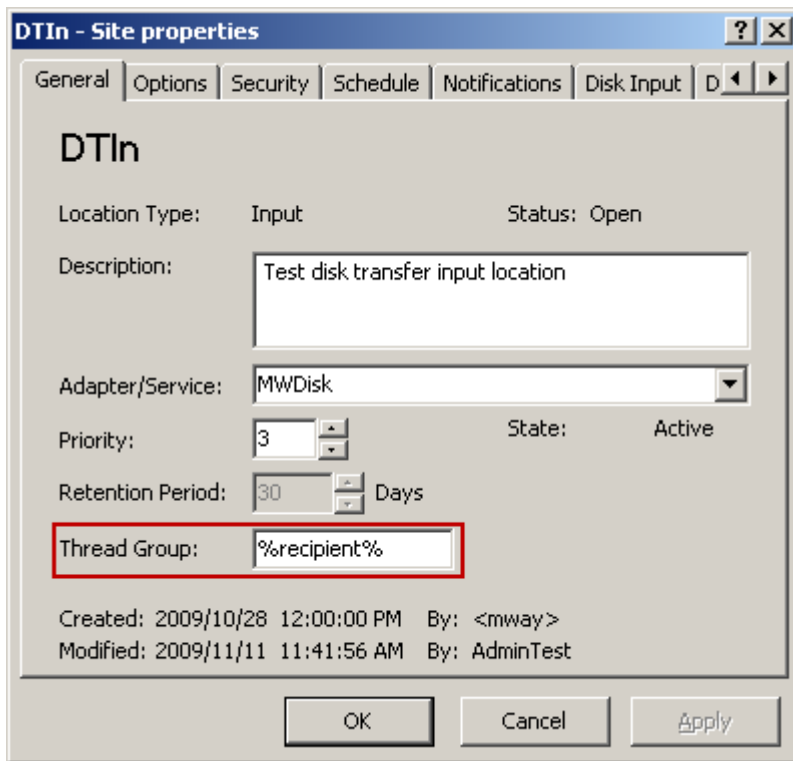 DTIn - Site properties ? X
General Options Security Schedule Notifications Disk Input D
DTIn
Location Type: Input Status: Open
Description: Test disk transfer input location
Adapter/Service: MWDisk
Priority: 3 State: Active
Retention Period: 30 Days
Thread Group: %recipient%
Created: 2009/10/28 12:00:00 PM By: <mway>
Modified: 2009/11/11 11:41:56 AM By: AdminTest
OK Cancel Apply